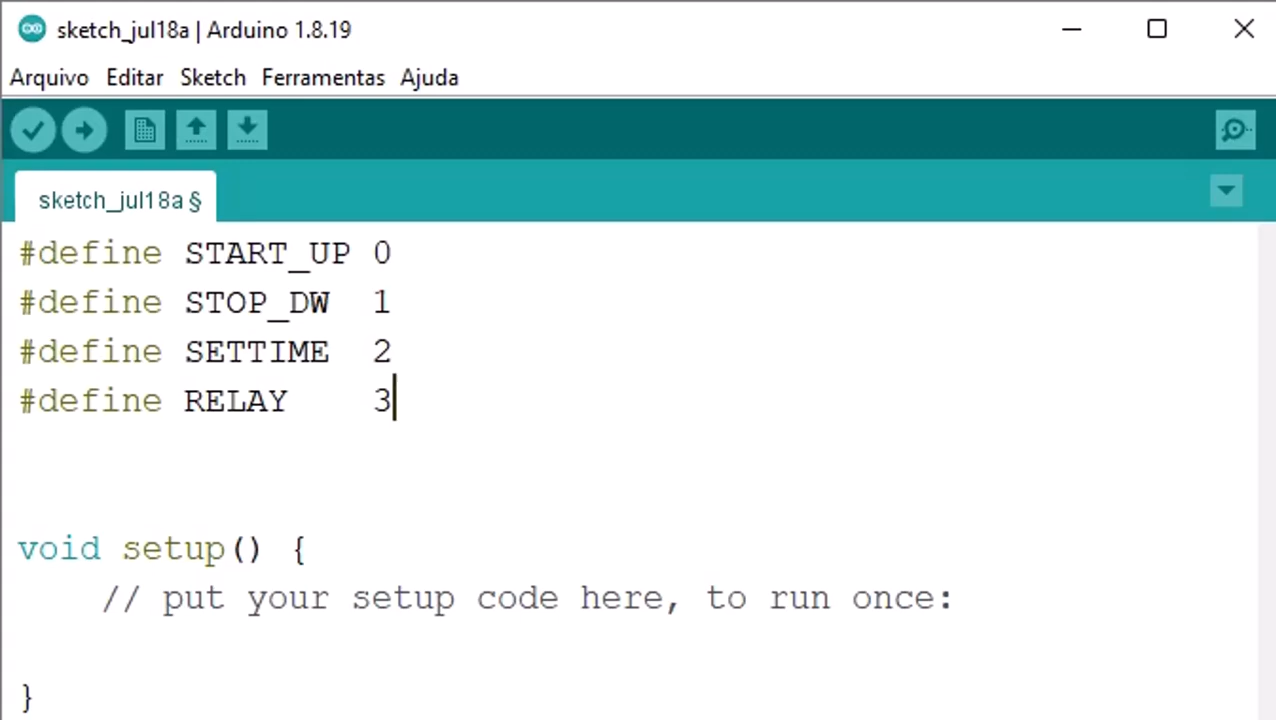 sketch_jul18a | Arduino 1.8.19
Arquivo Editar Sketch Ferramentas Ajuda
sketch_jul18a §
#define START_UP 0
#define STOP_DW  1
#define SETTIME  2
#define RELAY    3
void setup() {
    // put your setup code here, to run once:
}